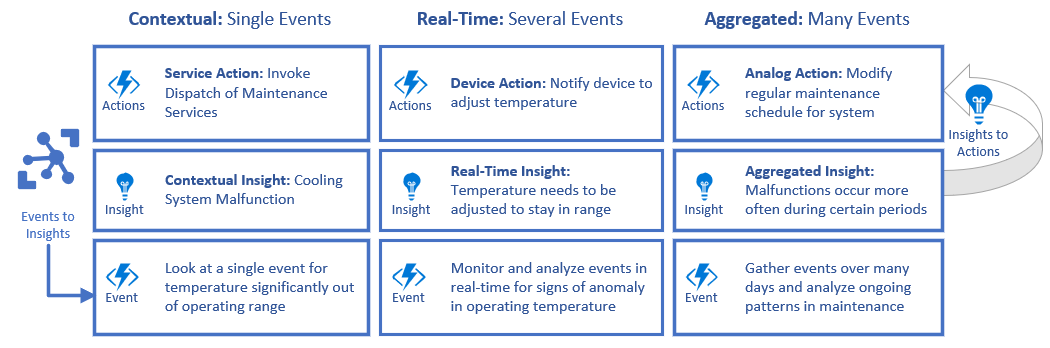 Contextual: Single Events
Real-Time: Several Events
Aggregated: Many Events
Service Action: Invoke
Dispatch of Maintenance
Services
Actions
Device Action: Notify device to
adjust temperature
Actions
Analog Action: Modify
regular maintenance
schedule for system
Actions
Insights to
Actions
Events to
Insights
Contextual Insight: Cooling
System Malfunction
Insight
Real-Time Insight:
Temperature needs to be
adjusted to stay in range
Insight
Aggregated Insight:
Malfunctions occur more
often during certain periods
Insight
Look at a single event for
temperature significantly out
of operating range
Event
Monitor and analyze events in
real-time for signs of anomaly
in operating temperature
Event
Gather events over many
days and analyze ongoing
patterns in maintenance
Event